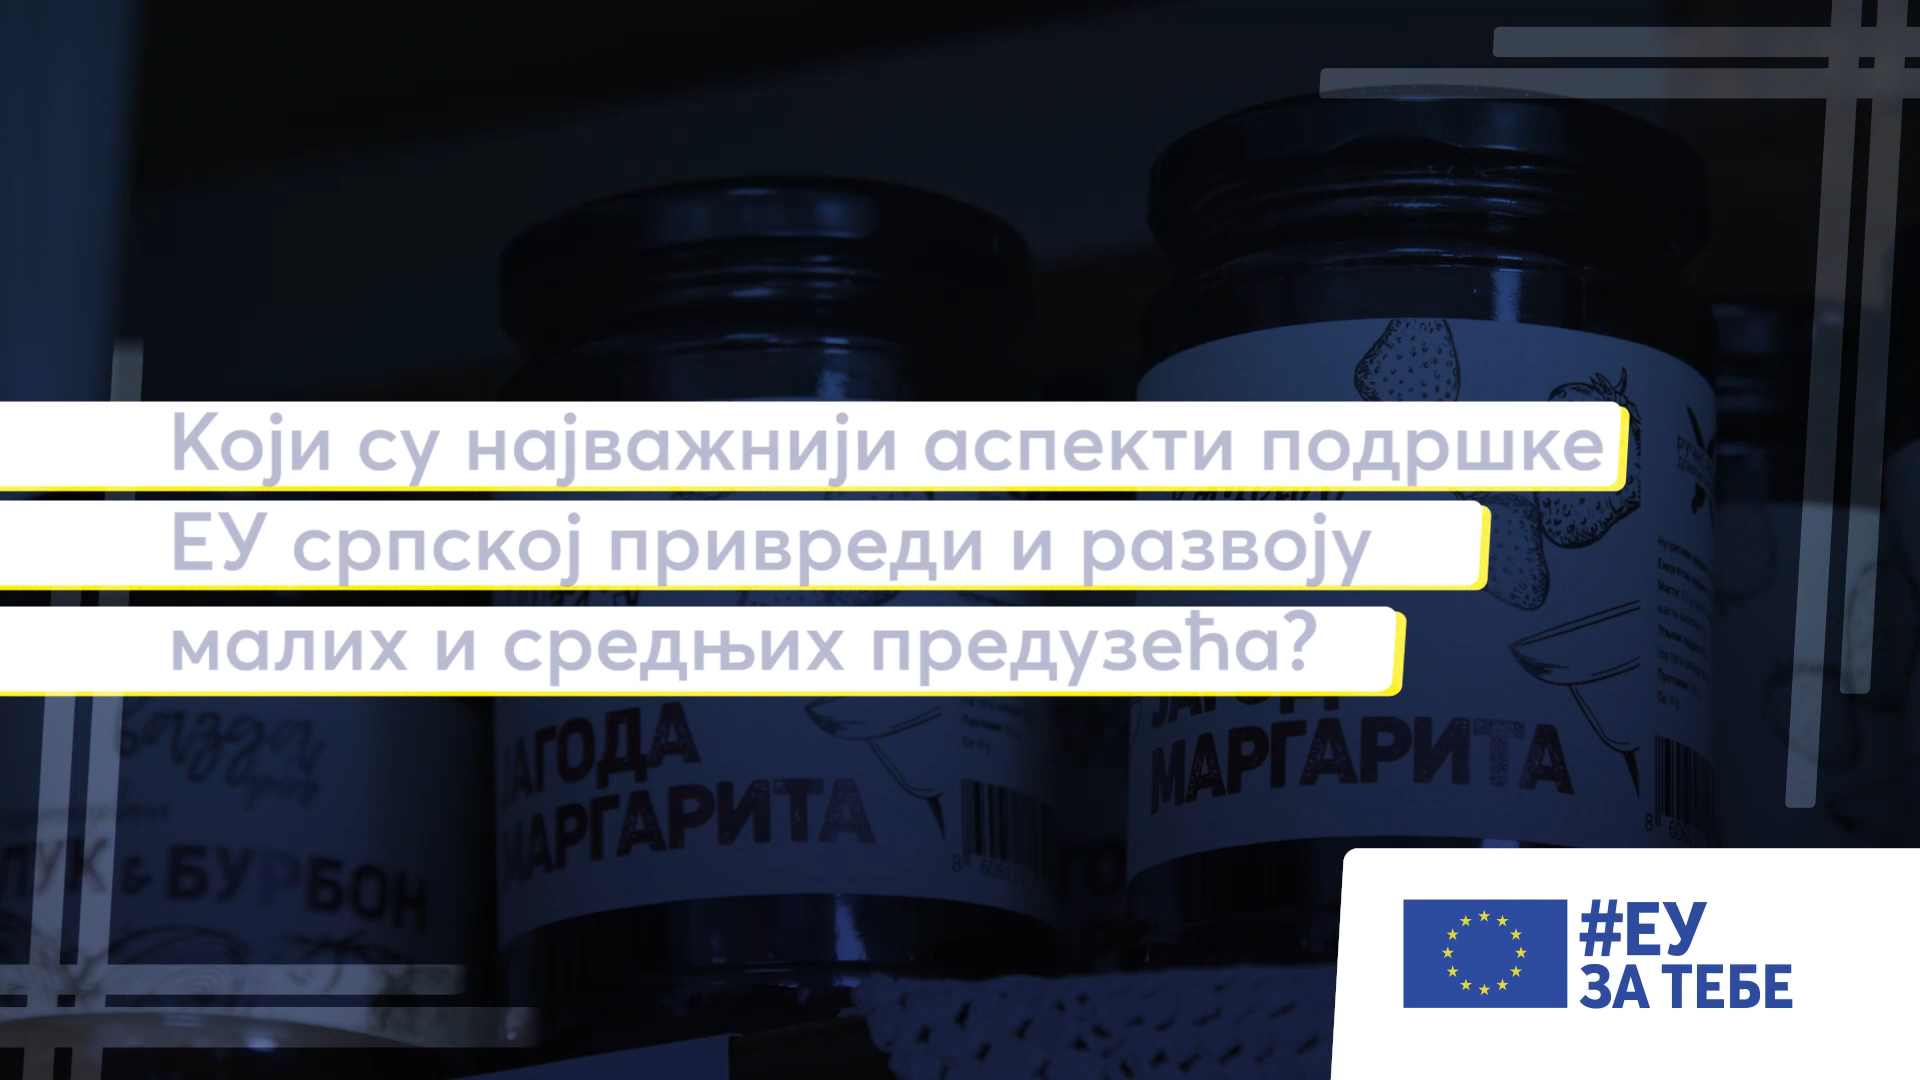 Који су најважнији аспекти подршке
ЕУ српској привреди и развоју
малих и средњих предузећа?
ЈАГОДА
МАРГАРИТА
МАРГАРИТА
ЛУК & БУРБОН
#ЕУ
ЗА ТЕБЕ